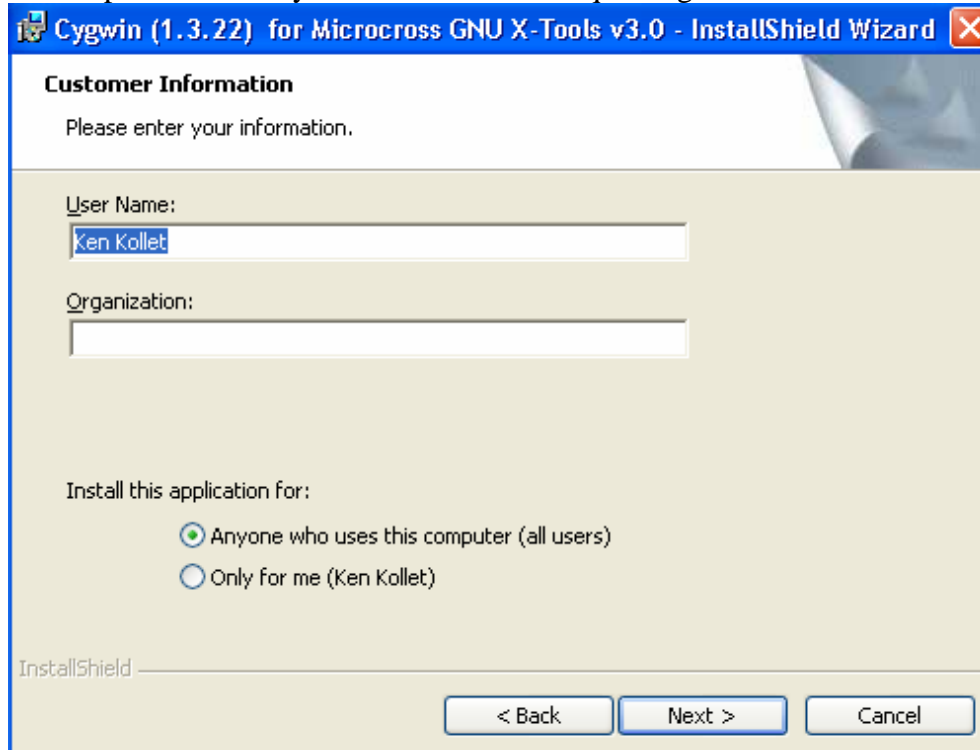 Cygwin (1.3.22) for Microcross GNU X-Tools v3.0 - InstallShield Wizard
Customer Information
Please enter your information.
User Name:
Ken Kollet
Organization:
Install this application for:
Anyone who uses this computer (all users)
Only for me (Ken Kollet)
InstallShield
< Back Next > Cancel